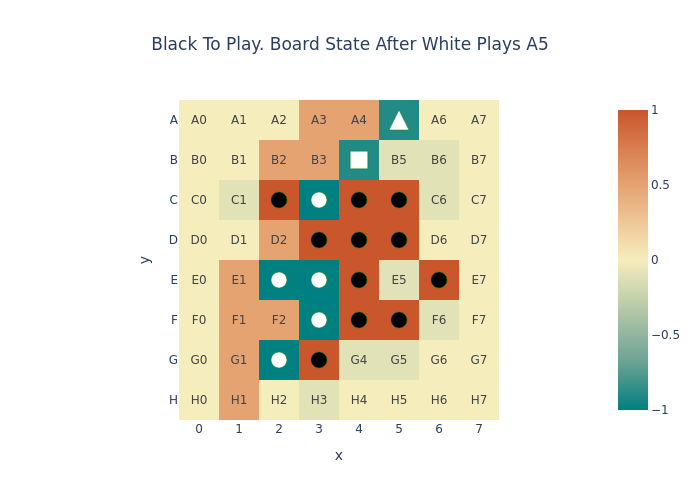 Black To Play. Board State After White Plays A5
A A0 A1 A2 A3 A4 A6 A7
B B0 B1 B2 B3 B5 B6 B7
C C0 C1 C6 C7
D D0 D1 D2 D6 D7
E E0 E1 E5 E7
F F0 F1 F2 F6 F7
G G0 G1 G4 G5 G6 G7
H H0 H1 H2 H3 H4 H5 H6 H7
0 1 2 3 4 5 6 7
x
y
1
0.5
0
−0.5
−1